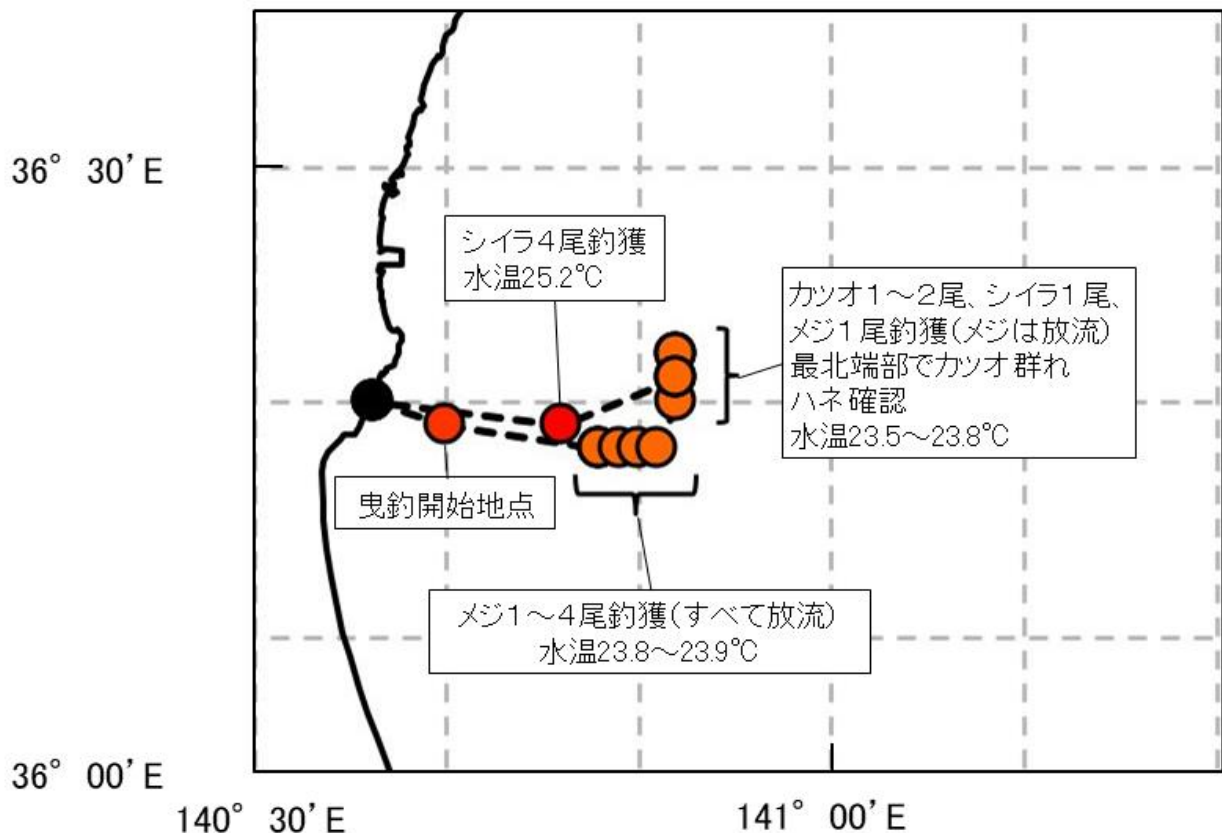 36° 30'E
シイラ4尾釣獲
水温25.2℃
カツオ1～2尾、シイラ1尾、
メジ1尾釣獲(メジは放流)
最北端部でカツオ群れ
ハネ確認
水温23.5～23.8℃
曳釣開始地点
メジ1～4尾釣獲(すべて放流)
水温23.8～23.9℃
36° 00'E
140° 30'E
141° 00'E